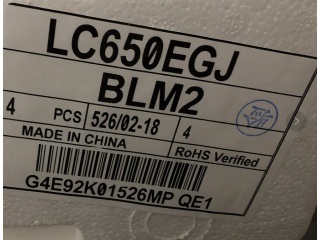 LC650EGJ
BLM2
4 PCS 526/02-18 4
MADE IN CHINA RoHS Verified
G4E92K01526MP QE1